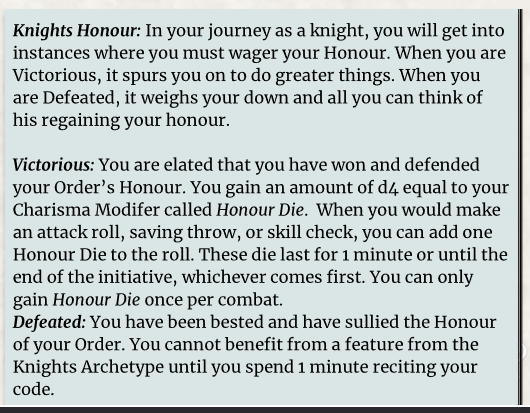 Knights Honour: In your journey as a knight, you will get into
instances where you must wager your Honour. When you are
Victorious, it spurs you on to do greater things. When you
are Defeated, it weighs your down and all you can think of
his regaining your honour.
Victorious: You are elated that you have won and defended
your Order's Honour. You gain an amount of d4 equal to your
Charisma Modifer called Honour Die. When you would make
an attack roll, saving throw, or skill check, you can add one
Honour Die to the roll. These die last for 1 minute or until the
end of the initiative, whichever comes first. You can only
gain Honour Die once per combat.
Defeated: You have been bested and have sullied the Honour
of your Order. You cannot benefit from a feature from the
Knights Archetype until you spend 1 minute reciting your
code.